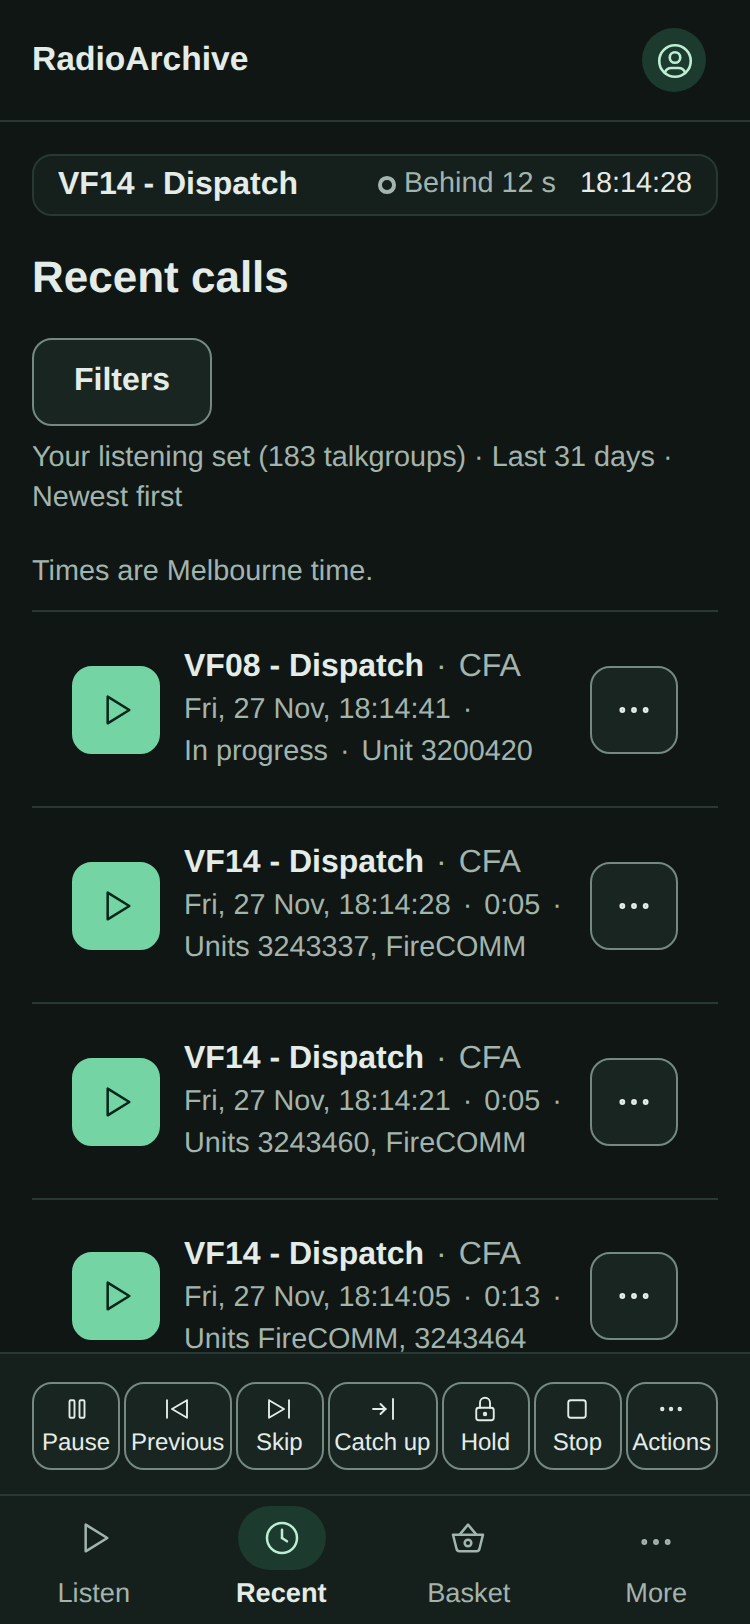 RadioArchive
VF14 - Dispatch Behind 12 s 18:14:28
Recent calls
Filters
Your listening set (183 talkgroups) · Last 31 days ·
Newest first
Times are Melbourne time.
VF08 - Dispatch · CFA
Fri, 27 Nov, 18:14:41 ·
In progress · Unit 3200420
VF14 - Dispatch · CFA
Fri, 27 Nov, 18:14:28 · 0:05 ·
Units 3243337, FireCOMM
VF14 - Dispatch · CFA
Fri, 27 Nov, 18:14:21 · 0:05 ·
Units 3243460, FireCOMM
VF14 - Dispatch · CFA
Fri, 27 Nov, 18:14:05 · 0:13 ·
Units FireCOMM, 3243464
Pause Previous Skip Catch up Hold Stop Actions
Listen Recent Basket More